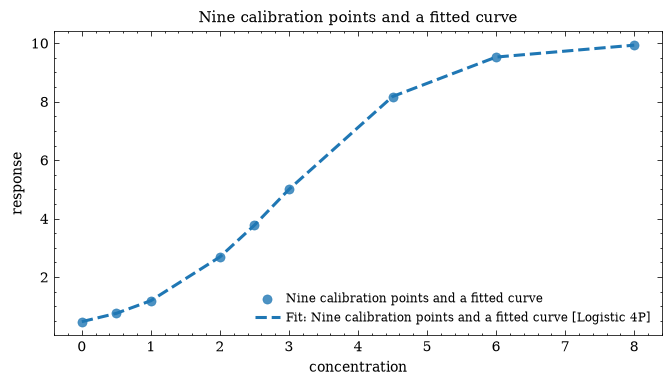 Nine calibration points and a fitted curve
10
8
6
4
2
response
0 1 2 3 4 5 6 7 8
concentration
Nine calibration points and a fitted curve
Fit: Nine calibration points and a fitted curve [Logistic 4P]